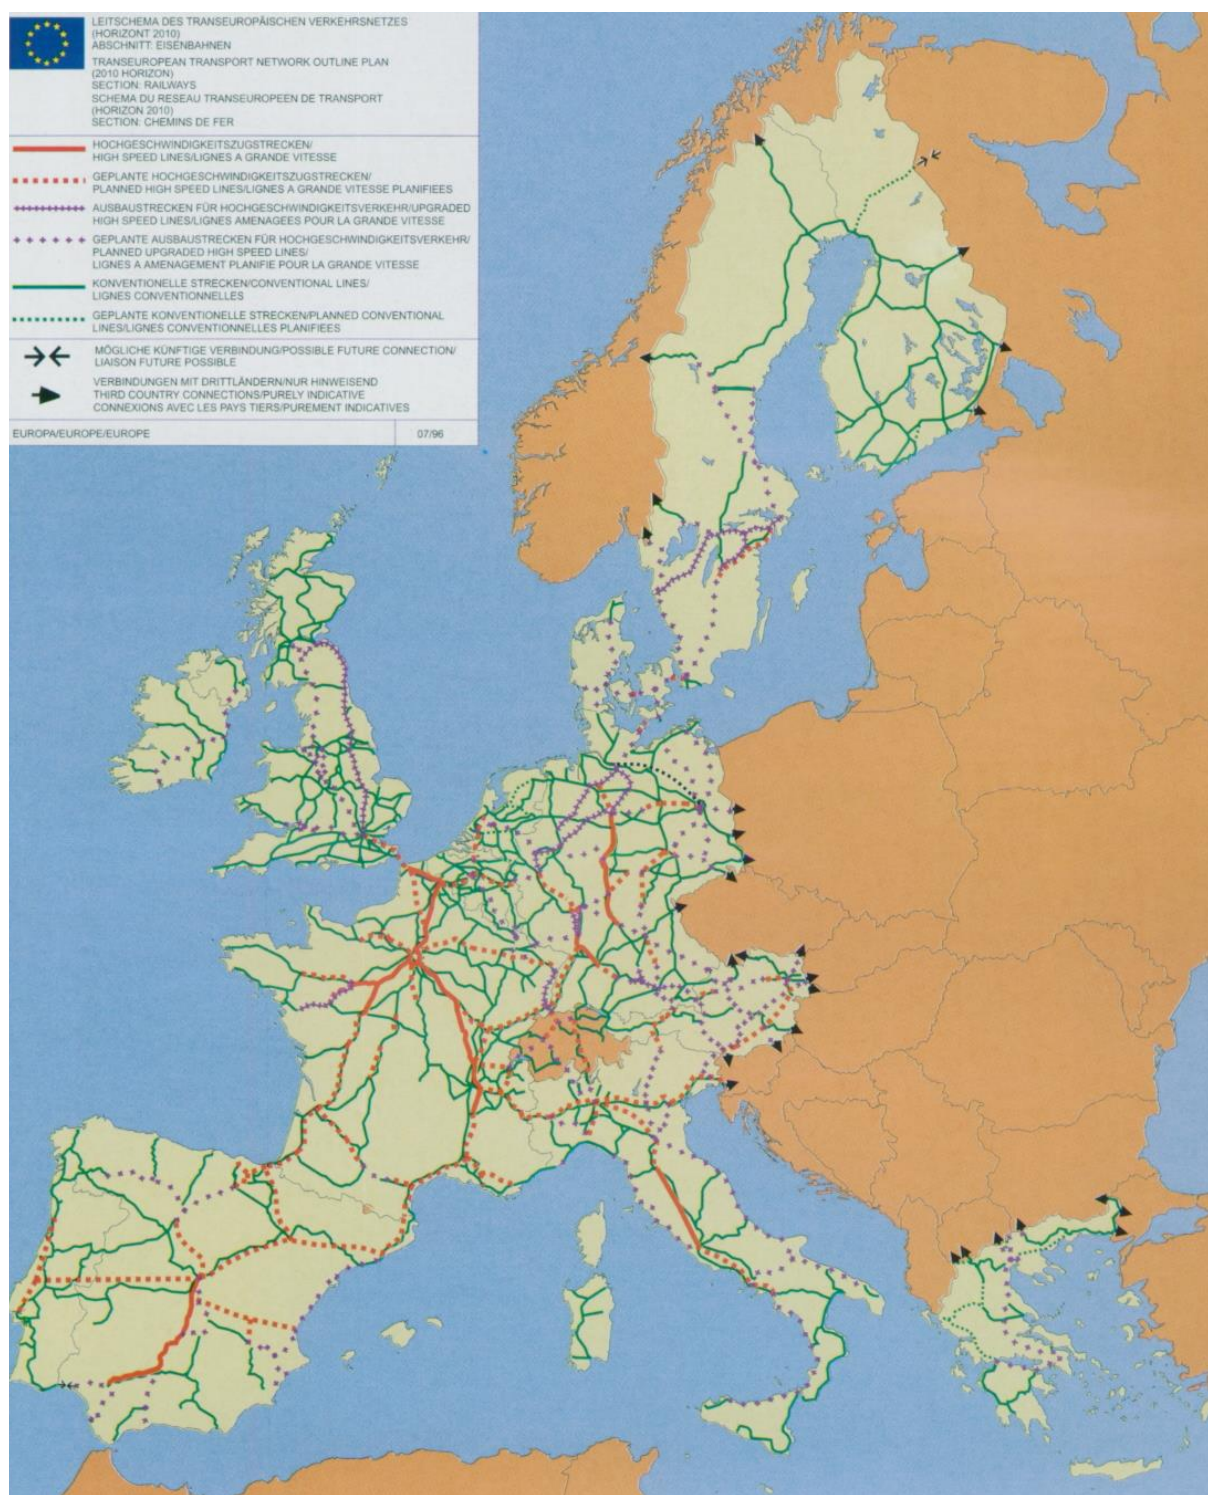 LEITSCHEMA DES TRANSEUROPÄISCHEN VERKEHRSNETZES
(HORIZONT 2010)
ABSCHNITT: EISENBAHNEN
TRANSEUROPEAN TRANSPORT NETWORK OUTLINE PLAN
(2010 HORIZON)
SECTION: RAILWAYS
SCHEMA DU RESEAU TRANSEUROPEEN DE TRANSPORT
(HORIZON 2010)
SECTION: CHEMINS DE FER
HOCHGESCHWINDIGKEITSZUGSTRECKEN/
HIGH SPEED LINES/LIGNES A GRANDE VITESSE
GEPLANTE HOCHGESCHWINDIGKEITSZUGSTRECKEN/
PLANNED HIGH SPEED LINES/LIGNES A GRANDE VITESSE PLANIFIEES
AUSBAUSTRECKEN FÜR HOCHGESCHWINDIGKEITSVERKEHR/UPGRADED
HIGH SPEED LINES/LIGNES AMENAGEES POUR LA GRANDE VITESSE
GEPLANTE AUSBAUSTRECKEN FÜR HOCHGESCHWINDIGKEITSVERKEHR/
PLANNED UPGRADED HIGH SPEED LINES/
LIGNES A AMENAGEMENT PLANIFIE POUR LA GRANDE VITESSE
KONVENTIONELLE STRECKEN/CONVENTIONAL LINES/
LIGNES CONVENTIONNELLES
GEPLANTE KONVENTIONELLE STRECKEN/PLANNED CONVENTIONAL
LINES/LIGNES CONVENTIONNELLES PLANIFIEES
MÖGLICHE KÜNFTIGE VERBINDUNG/POSSIBLE FUTURE CONNECTION/
LIAISON FUTURE POSSIBLE
VERBINDUNGEN MIT DRITTLÄNDERN/NUR HINWEISEND
THIRD COUNTRY CONNECTIONS/PURELY INDICATIVE
CONNEXIONS AVEC LES PAYS TIERS/PUREMENT INDICATIVES
EUROPA/EUROPE/EUROPE
07/96